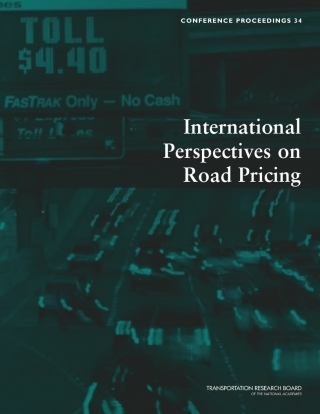 CONFERENCE PROCEEDINGS 34
TOLL
$4.40
FASTRAK Only — No Cash
Toll
International
Perspectives on
Road Pricing
TRANSPORTATION RESEARCH BOARD
OF THE NATIONAL ACADEMIES